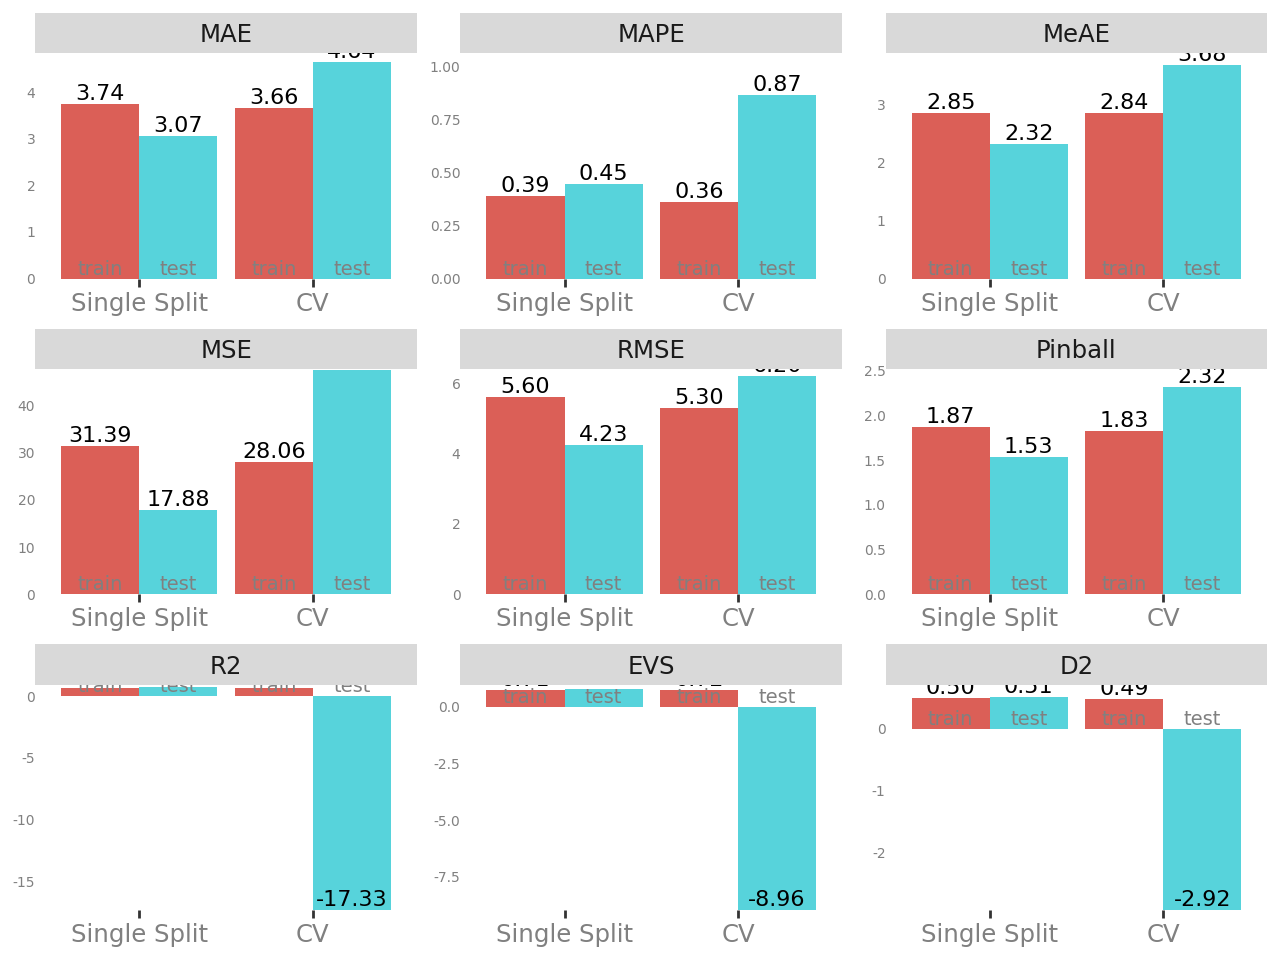 MAE
MAPE
MeAE
4
3
2
1
0
3.74
3.07
3.66
4.64
train
test
train
test
Single Split
CV
1.00
0.75
0.50
0.25
0.00
0.39
0.45
0.36
0.87
train
test
train
test
Single Split
CV
3
2
1
0
2.85
2.32
2.84
3.68
train
test
train
test
Single Split
CV
MSE
RMSE
Pinball
40
30
20
10
0
31.39
17.88
28.06
train
test
train
test
Single Split
CV
6
4
2
0
5.60
4.23
5.30
train
test
train
test
Single Split
CV
2.5
2.0
1.5
1.0
0.5
0.0
1.87
1.53
1.83
2.32
train
test
train
test
Single Split
CV
R2
EVS
D2
0
-5
-10
-15
train
test
train
test
-17.33
Single Split
CV
0.0
-2.5
-5.0
-7.5
train
test
train
test
-8.96
Single Split
CV
0
-1
-2
0.50
0.51
0.49
train
test
train
test
-2.92
Single Split
CV